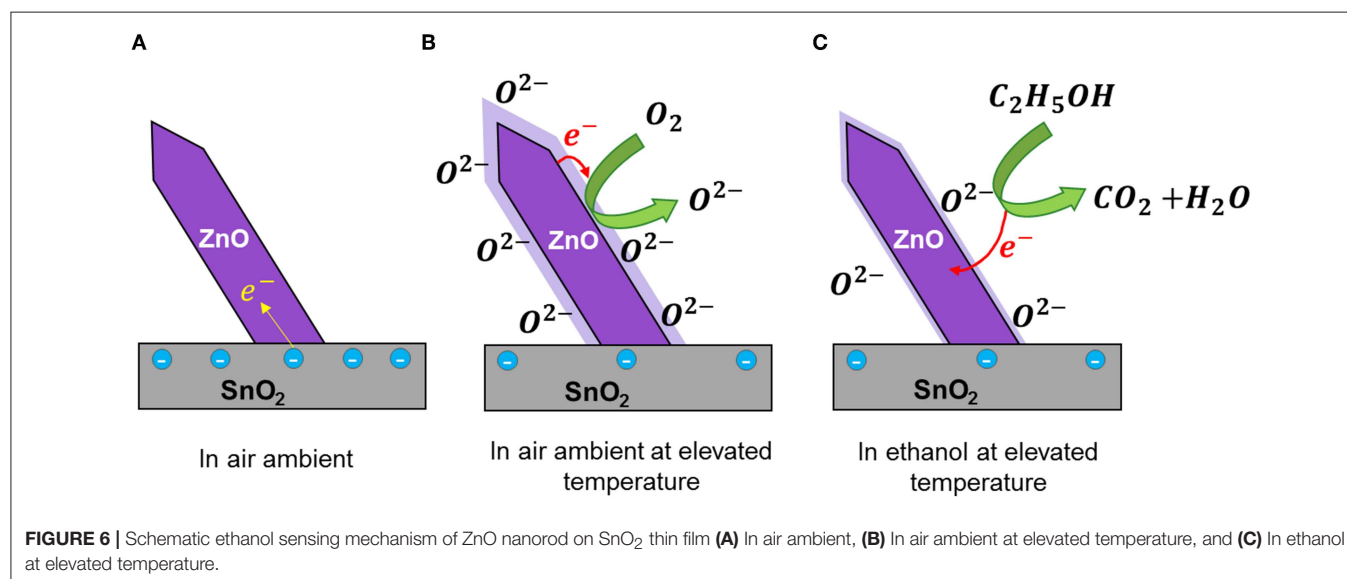 A
B
C
O²⁻
O₂
e⁻
O²⁻
O²⁻
ZnO
O²⁻
O²⁻
O²⁻
O²⁻
C₂H₅OH
O²⁻
CO₂ +H₂O
ZnO
e⁻
O²⁻
O²⁻
ZnO
e⁻
- - - - -
SnO₂
- - -
SnO₂
- - -
SnO₂
In air ambient
In air ambient at elevated
temperature
In ethanol at elevated
temperature
FIGURE 6 | Schematic ethanol sensing mechanism of ZnO nanorod on SnO₂ thin film (A) In air ambient, (B) In air ambient at elevated temperature, and (C) In ethanol
at elevated temperature.